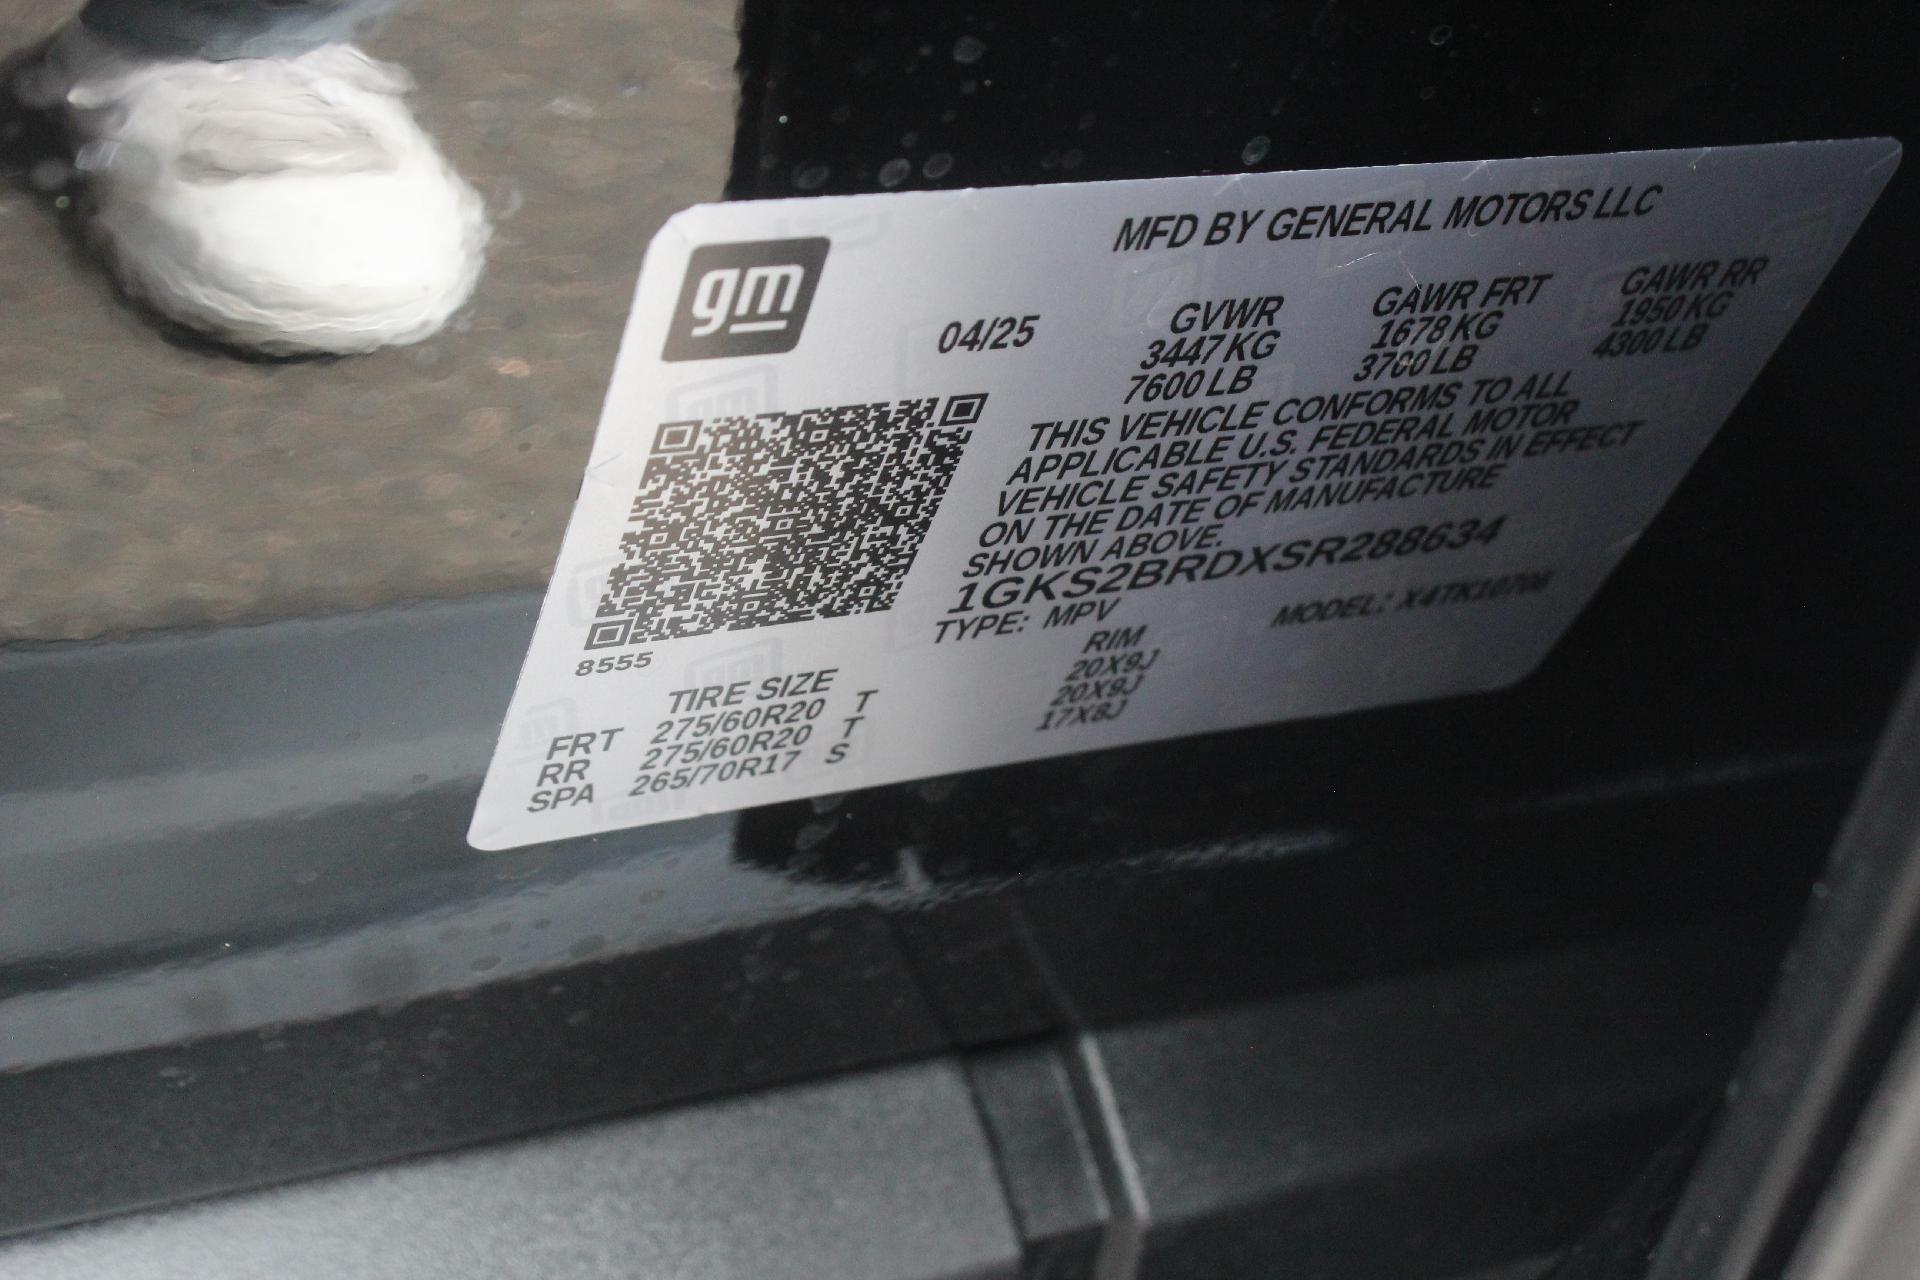 gm
MFD BY GENERAL MOTORS LLC
04/25 GVWR GAWR FRT GAWR RR
3447 KG 1678 KG 1950 KG
7600 LB 3700 LB 4300 LB
THIS VEHICLE CONFORMS TO ALL
APPLICABLE U.S. FEDERAL MOTOR
VEHICLE SAFETY STANDARDS IN EFFECT
ON THE DATE OF MANUFACTURE
SHOWN ABOVE.
1GKS2BRDXSR288634
TYPE: MPV MODEL: X4TK10706
8555
TIRE SIZE RIM
FRT 275/60R20 T 20X9J
RR 275/60R20 T 20X9J
SPA 265/70R17 S 17X8J